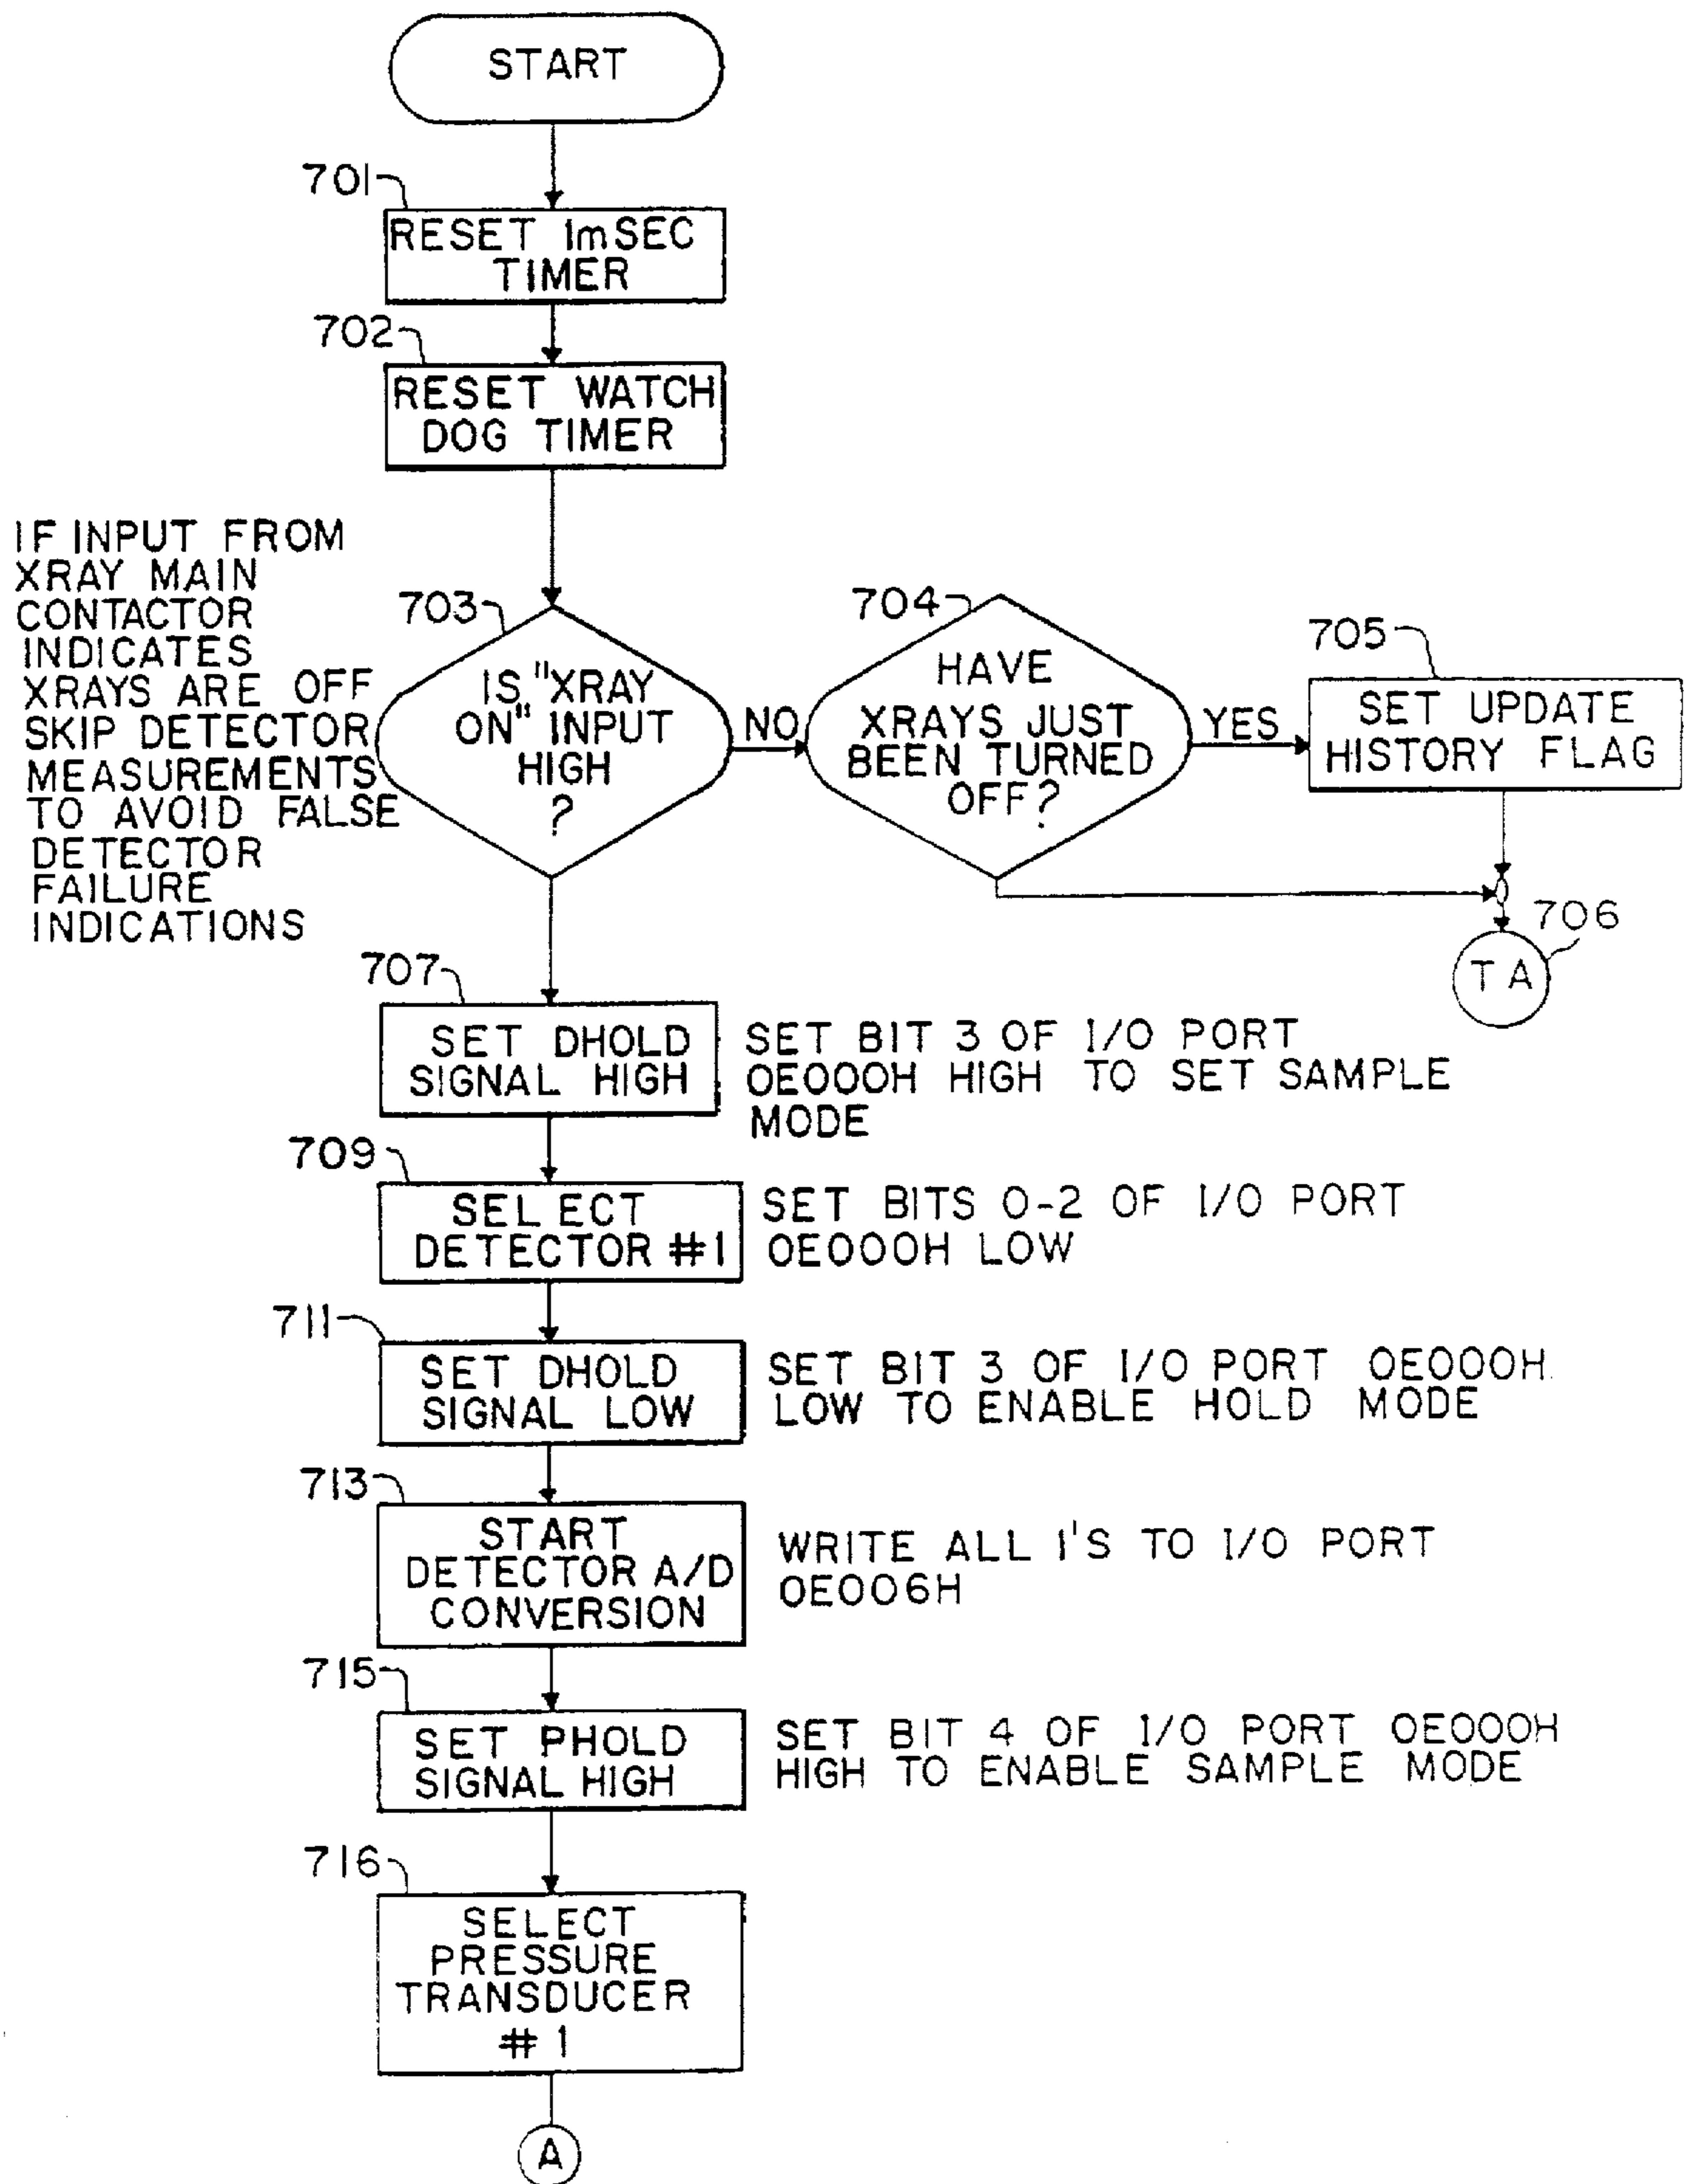 START
701
RESET 1mSEC
TIMER
702
RESET WATCH
DOG TIMER
IF INPUT FROM
XRAY MAIN
CONTACTOR
INDICATES
XRAYS ARE OFF
SKIP DETECTOR
MEASUREMENTS
TO AVOID FALSE
DETECTOR
FAILURE
INDICATIONS
703
IS "XRAY
ON" INPUT
HIGH
?
NO
704
HAVE
XRAYS JUST
BEEN TURNED
OFF?
YES
705
SET UPDATE
HISTORY FLAG
706
TA
707
SET DHOLD
SIGNAL HIGH
SET BIT 3 OF I/O PORT
OE000H HIGH TO SET SAMPLE
MODE
709
SELECT
DETECTOR #1
SET BITS 0-2 OF I/O PORT
OE000H LOW
711
SET DHOLD
SIGNAL LOW
SET BIT 3 OF I/O PORT OE000H
LOW TO ENABLE HOLD MODE
713
START
DETECTOR A/D
CONVERSION
WRITE ALL 1'S TO I/O PORT
OE006H
715
SET PHOLD
SIGNAL HIGH
SET BIT 4 OF I/O PORT OE000H
HIGH TO ENABLE SAMPLE MODE
716
SELECT
PRESSURE
TRANSDUCER
# 1
A